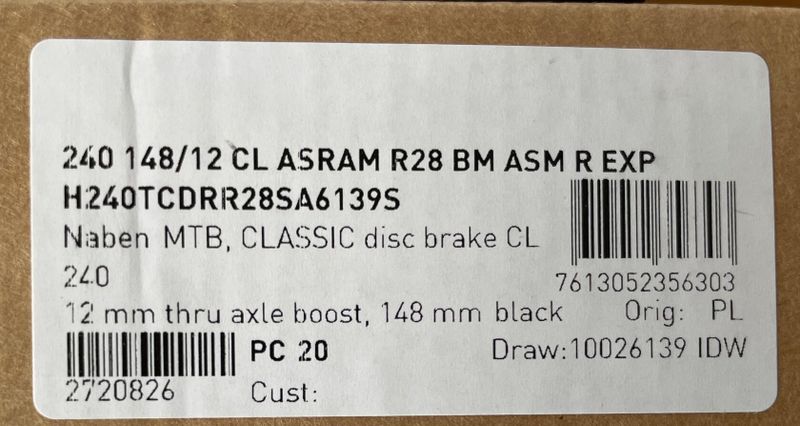 240 148/12 CL ASRAM R28 BM ASM R EXP
H240TCDRR28SA6139S
Naben MTB, CLASSIC disc brake CL
240
7613052356303
12 mm thru axle boost, 148 mm black Orig: PL
PC 20 Draw:10026139 IDW
2720826 Cust: